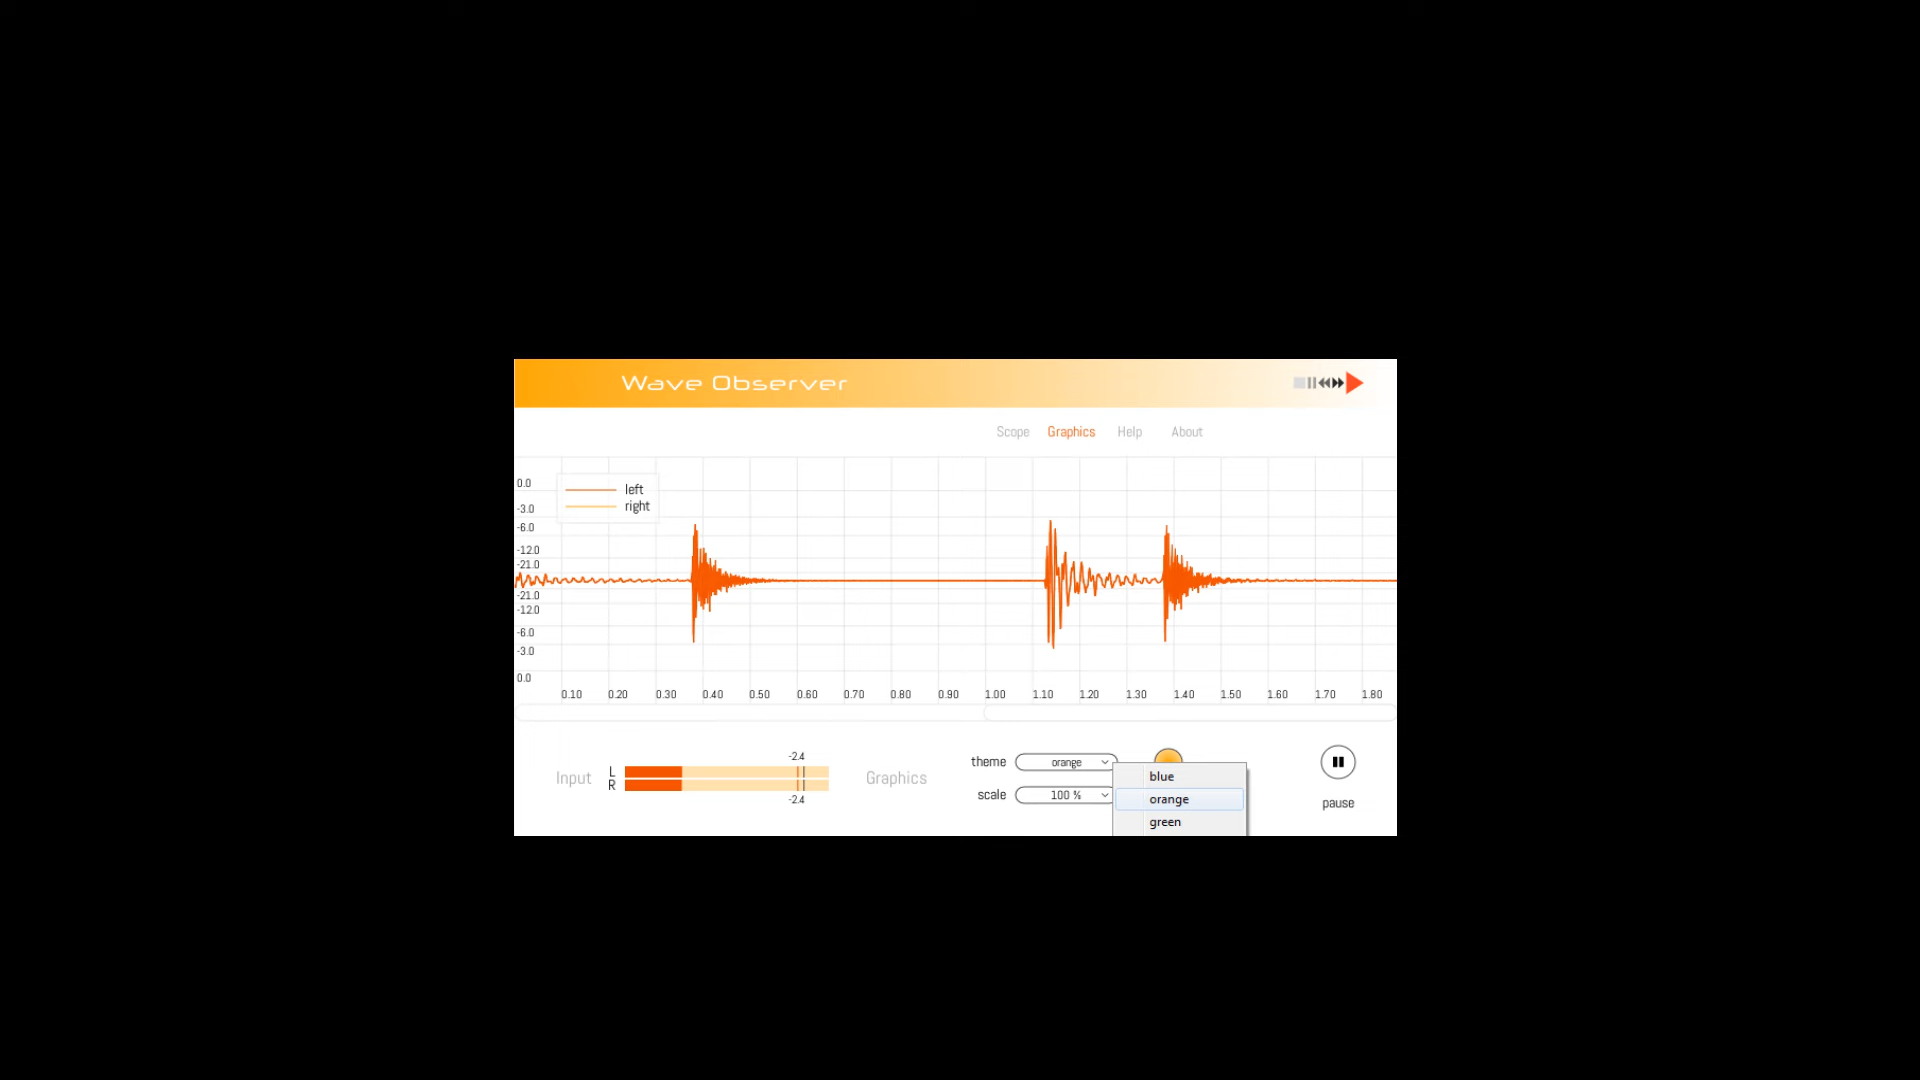 Wave Observer
Scope Graphics Help About
0.0
-3.0
-6.0
-12.0
-21.0
-21.0
-12.0
-6.0
-3.0
0.0
left
right
0.10 0.20 0.30 0.40 0.50 0.60 0.70 0.80 0.90 1.00 1.10 1.20 1.30 1.40 1.50 1.60 1.70 1.80
Input
L
R
-2.4
-2.4
Graphics
theme orange
scale 100 %
blue
orange
green
pause